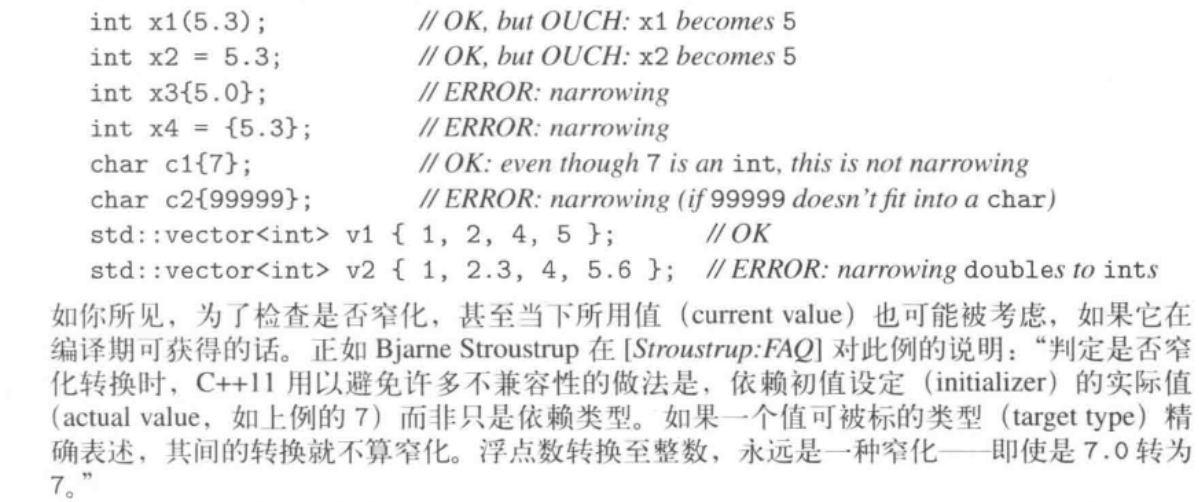 int x1(5.3); // OK, but OUCH: x1 becomes 5
int x2 = 5.3; // OK, but OUCH: x2 becomes 5
int x3{5.0}; // ERROR: narrowing
int x4 = {5.3}; // ERROR: narrowing
char c1{7}; // OK: even though 7 is an int, this is not narrowing
char c2{99999}; // ERROR: narrowing (if 99999 doesn't fit into a char)
std::vector<int> v1 { 1, 2, 4, 5 }; // OK
std::vector<int> v2 { 1, 2.3, 4, 5.6 }; // ERROR: narrowing doubles to ints
如你所见，为了检查是否窄化，甚至当下所用值（current value）也可能被考虑，如果它在
编译期可获得的话。正如 Bjarne Stroustrup 在 [Stroustrup:FAQ] 对此例的说明：“判定是否窄
化转换时，C++11 用以避免许多不兼容性的做法是，依赖初值设定（initializer）的实际值
（actual value，如上例的 7）而非只是依赖类型。如果一个值可被标的类型（target type）精
确表述，其间的转换就不算窄化。浮点数转换至整数，永远是一种窄化——即使是 7.0 转为
7。”